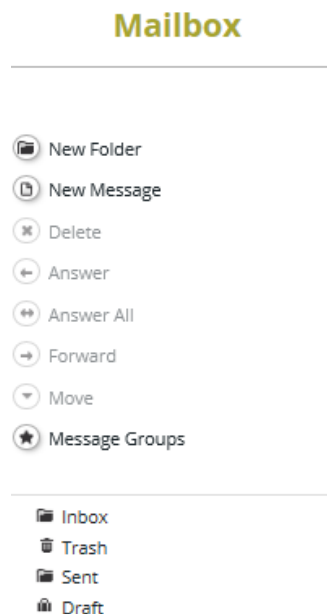 Mailbox
New Folder
New Message
Delete
Answer
Answer All
Forward
Move
Message Groups
Inbox
Trash
Sent
Draft